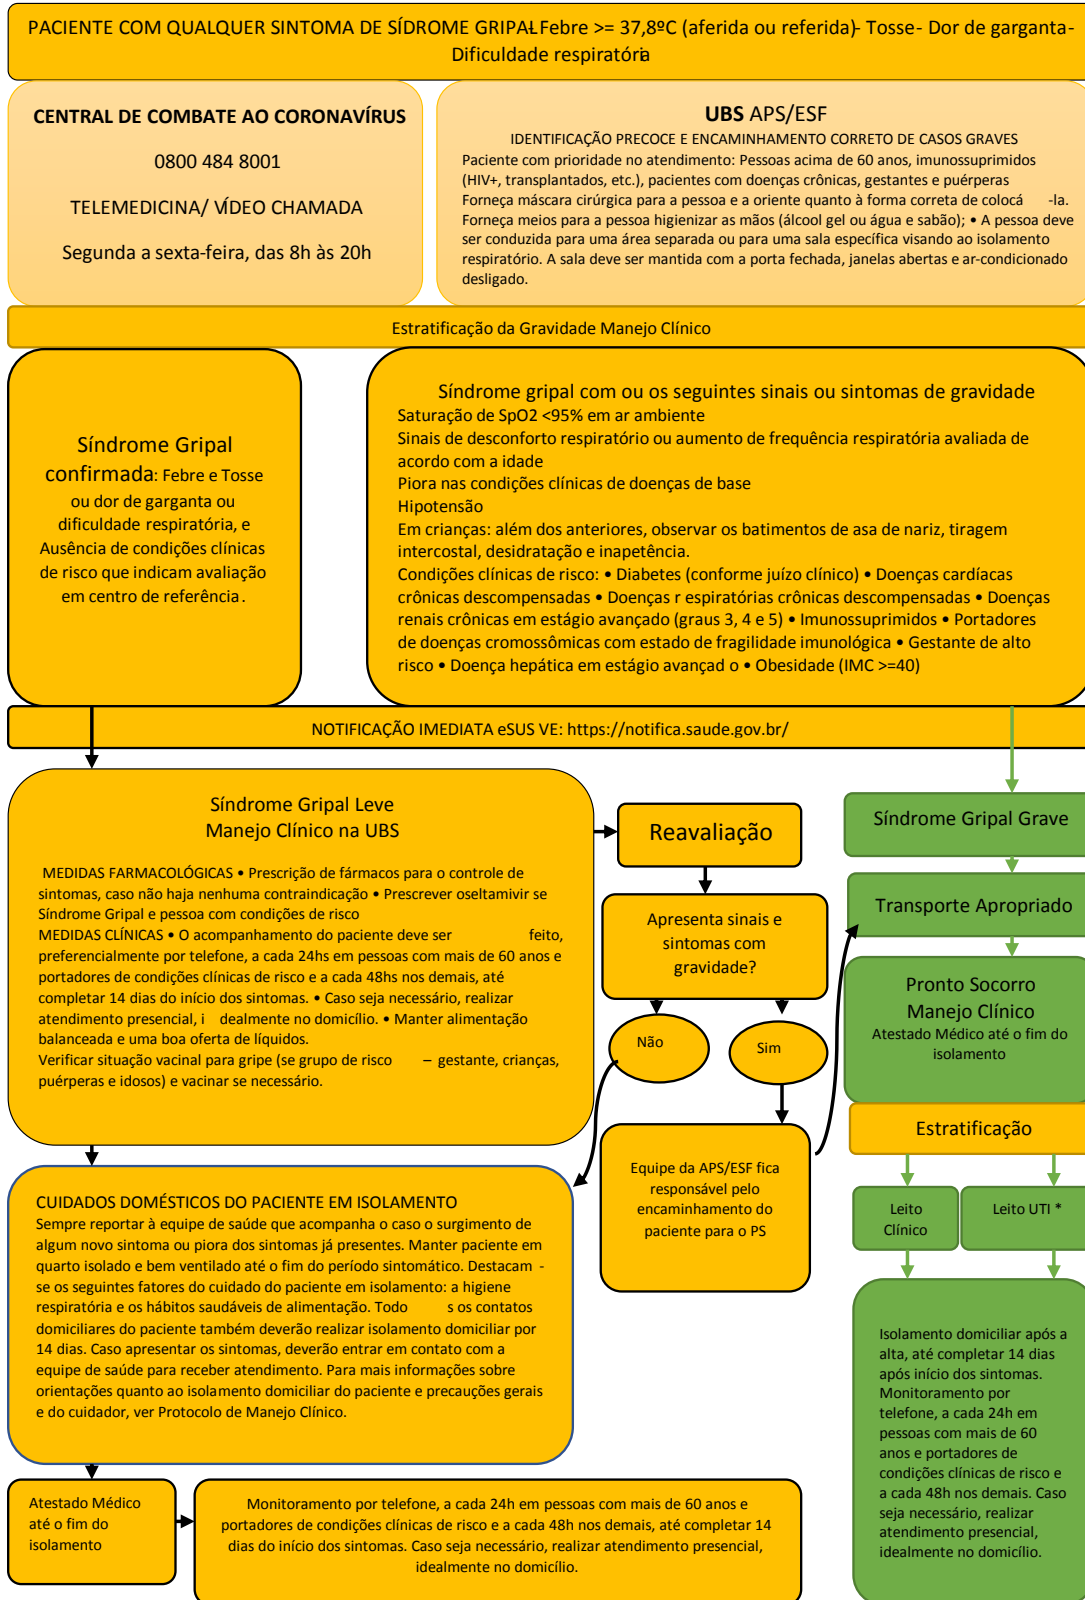 PACIENTE COM QUALQUER SINTOMA DE SÍDROME GRIPAL- Febre >= 37,8ºC (aferida ou referida)- Tosse- Dor de garganta-
Dificuldade respiratória
CENTRAL DE COMBATE AO CORONAVÍRUS
0800 484 8001
TELEMEDICINA/ VÍDEO CHAMADA
Segunda a sexta-feira, das 8h às 20h
UBS APS/ESF
IDENTIFICAÇÃO PRECOCE E ENCAMINHAMENTO CORRETO DE CASOS GRAVES
Paciente com prioridade no atendimento: Pessoas acima de 60 anos, imunossuprimidos
(HIV+, transplantados, etc.), pacientes com doenças crônicas, gestantes e puérperas
Forneça máscara cirúrgica para a pessoa e a oriente quanto à forma correta de colocá -la.
Forneça meios para a pessoa higienizar as mãos (álcool gel ou água e sabão); • A pessoa deve
ser conduzida para uma área separada ou para uma sala específica visando ao isolamento
respiratório. A sala deve ser mantida com a porta fechada, janelas abertas e ar-condicionado
desligado.
Estratificação da Gravidade Manejo Clínico
Síndrome Gripal
confirmada: Febre e Tosse
ou dor de garganta ou
dificuldade respiratória, e
Ausência de condições clínicas
de risco que indicam avaliação
em centro de referência.
Síndrome gripal com ou os seguintes sinais ou sintomas de gravidade
Saturação de SpO2 <95% em ar ambiente
Sinais de desconforto respiratório ou aumento de frequência respiratória avaliada de
acordo com a idade
Piora nas condições clínicas de doenças de base
Hipotensão
Em crianças: além dos anteriores, observar os batimentos de asa de nariz, tiragem
intercostal, desidratação e inapetência.
Condições clínicas de risco: • Diabetes (conforme juízo clínico) • Doenças cardíacas
crônicas descompensadas • Doenças r espiratórias crônicas descompensadas • Doenças
renais crônicas em estágio avançado (graus 3, 4 e 5) • Imunossuprimidos • Portadores
de doenças cromossômicas com estado de fragilidade imunológica • Gestante de alto
risco • Doença hepática em estágio avançad o • Obesidade (IMC >=40)
NOTIFICAÇÃO IMEDIATA eSUS VE: https://notifica.saude.gov.br/
Síndrome Gripal Leve
Manejo Clínico na UBS
MEDIDAS FARMACOLÓGICAS • Prescrição de fármacos para o controle de
sintomas, caso não haja nenhuma contraindicação • Prescrever oseltamivir se
Síndrome Gripal e pessoa com condições de risco
MEDIDAS CLÍNICAS • O acompanhamento do paciente deve ser feito,
preferencialmente por telefone, a cada 24hs em pessoas com mais de 60 anos e
portadores de condições clínicas de risco e a cada 48hs nos demais, até
completar 14 dias do início dos sintomas. • Caso seja necessário, realizar
atendimento presencial, i dealmente no domicílio. • Manter alimentação
balanceada e uma boa oferta de líquidos.
Verificar situação vacinal para gripe (se grupo de risco – gestante, crianças,
puérperas e idosos) e vacinar se necessário.
Reavaliação
Apresenta sinais e
sintomas com
gravidade?
Não
Sim
Equipe da APS/ESF fica
responsável pelo
encaminhamento do
paciente para o PS
Síndrome Gripal Grave
Transporte Apropriado
Pronto Socorro
Manejo Clínico
Atestado Médico até o fim do
isolamento
Estratificação
Leito
Clínico
Leito UTI *
Isolamento domiciliar após a
alta, até completar 14 dias
após início dos sintomas.
Monitoramento por
telefone, a cada 24h em
pessoas com mais de 60
anos e portadores de
condições clínicas de risco e
a cada 48h nos demais. Caso
seja necessário, realizar
atendimento presencial,
idealmente no domicílio.
CUIDADOS DOMÉSTICOS DO PACIENTE EM ISOLAMENTO
Sempre reportar à equipe de saúde que acompanha o caso o surgimento de
algum novo sintoma ou piora dos sintomas já presentes. Manter paciente em
quarto isolado e bem ventilado até o fim do período sintomático. Destacam -
se os seguintes fatores do cuidado do paciente em isolamento: a higiene
respiratória e os hábitos saudáveis de alimentação. Todo s os contatos
domiciliares do paciente também deverão realizar isolamento domiciliar por
14 dias. Caso apresentar os sintomas, deverão entrar em contato com a
equipe de saúde para receber atendimento. Para mais informações sobre
orientações quanto ao isolamento domiciliar do paciente e precauções gerais
e do cuidador, ver Protocolo de Manejo Clínico.
Atestado Médico
até o fim do
isolamento
Monitoramento por telefone, a cada 24h em pessoas com mais de 60 anos e
portadores de condições clínicas de risco e a cada 48h nos demais, até completar 14
dias do início dos sintomas. Caso seja necessário, realizar atendimento presencial,
idealmente no domicílio.